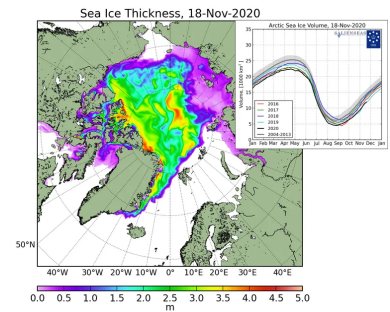 Sea Ice Thickness, 18-Nov-2020
Arctic Sea Ice Volume, 18-Nov-2020
35
30
25
20
15
10
5
0
Volume, [1000 km³]
2016
2017
2018
2019
2020
2004-2013
Jan Feb Mar Apr May Jun Jul Aug Sep Oct Nov Dec Jan
50°N
40°W 30°W 20°W 10°W 0° 10°E 20°E 30°E 40°E
0.0 0.5 1.0 1.5 2.0 2.5 3.0 3.5 4.0 4.5 5.0
m